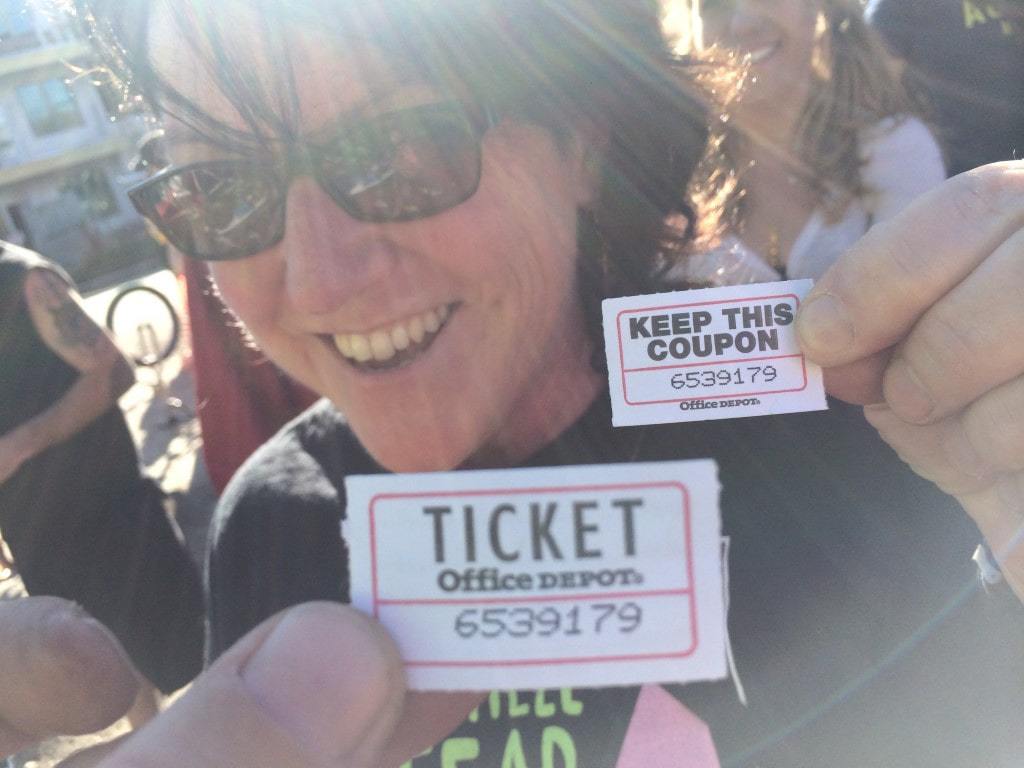 KEEP THIS
COUPON
6539179
Office DEPOT
TICKET
Office DEPOT
6539179